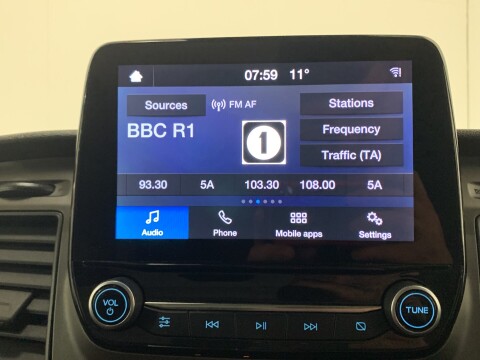 07:59 11°
Sources FM AF Stations
BBC R1 1 Frequency
Traffic (TA)
93.30 5A 103.30 108.00 5A
Audio Phone Mobile apps Settings
VOL TUNE